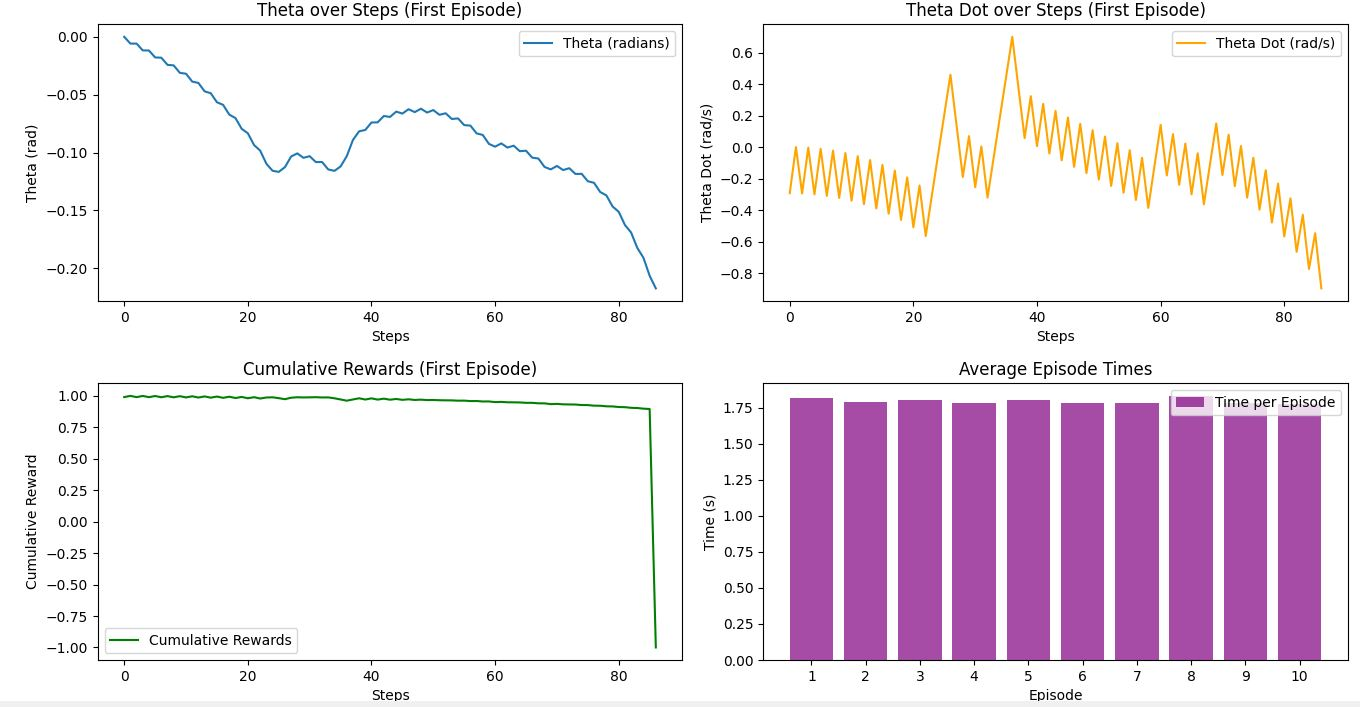 Theta over Steps (First Episode)
0.00
−0.05
−0.10
−0.15
−0.20
Theta (rad)
Theta (radians)
0 20 40 60 80
Steps
Theta Dot over Steps (First Episode)
0.6
0.4
0.2
0.0
−0.2
−0.4
−0.6
−0.8
Theta Dot (rad/s)
Theta Dot (rad/s)
0 20 40 60 80
Steps
Cumulative Rewards (First Episode)
1.00
0.75
0.50
0.25
0.00
−0.25
−0.50
−0.75
−1.00
Cumulative Reward
Cumulative Rewards
0 20 40 60 80
Steps
Average Episode Times
1.75
1.50
1.25
1.00
0.75
0.50
0.25
0.00
Time (s)
Time per Episode
1 2 3 4 5 6 7 8 9 10
Episode